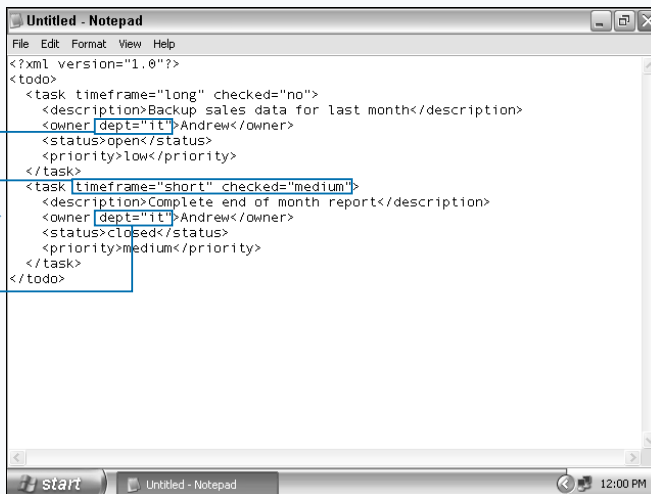 Untitled - Notepad
File Edit Format View Help
<?xml version="1.0"?>
<todo>
  <task timeframe="long" checked="no">
    <description>Backup sales data for last month</description>
    <owner dept="it">Andrew</owner>
    <status>open</status>
    <priority>low</priority>
  </task>
  <task timeframe="short" checked="medium">
    <description>Complete end of month report</description>
    <owner dept="it">Andrew</owner>
    <status>closed</status>
    <priority>medium</priority>
  </task>
</todo>
start Untitled - Notepad 12:00 PM